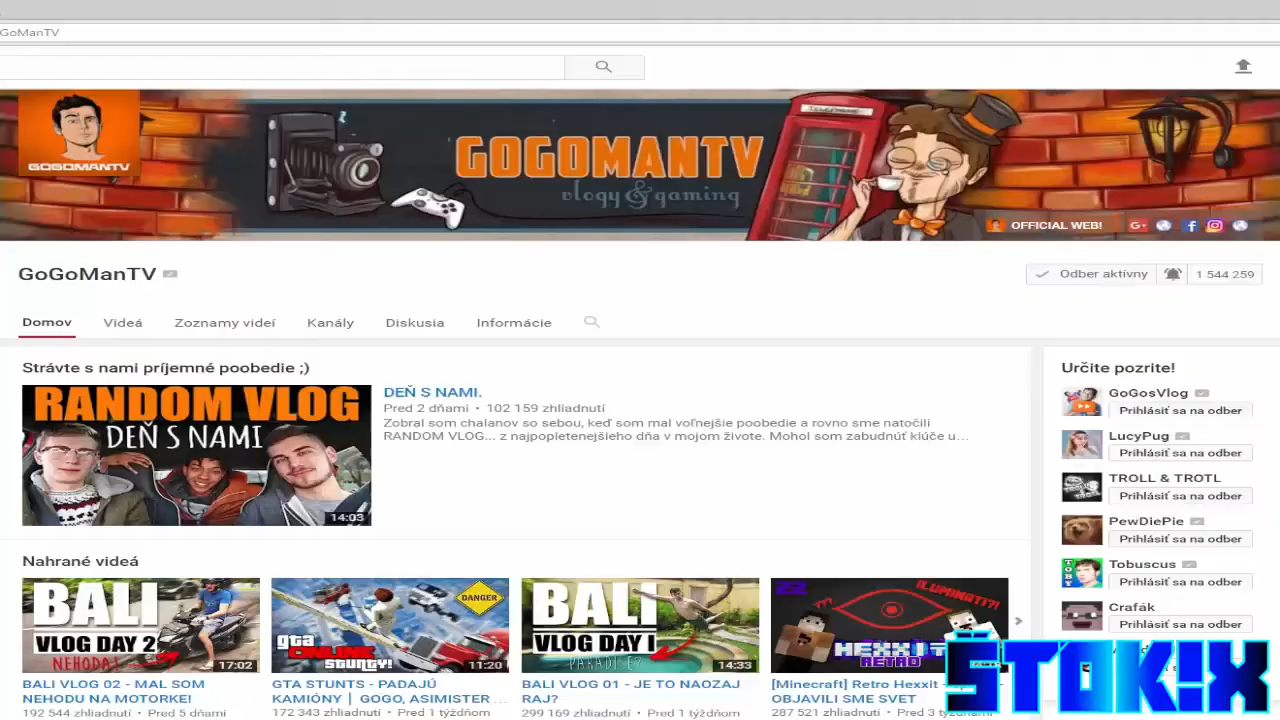 GoManTV
GOGOMANTV
TELEPHONE
GOGOMANTV
vlogy & gaming
OFFICIAL WEB!
GoGoManTV
Odber aktívny
1 544 259
Domov
Videá
Zoznamy videí
Kanály
Diskusia
Informácie
Strávte s nami príjemné poobedie ;)
RANDOM VLOG
DEŇ S NAMI
14:03
DEŇ S NAMI.
Pred 2 dňami • 102 159 zhliadnutí
Zobral som chalanov so sebou, keď som mal voľnejšie poobedie a rovno sme natočili
RANDOM VLOG... z najpopletenejšieho dňa v mojom živote. Mohol som zabudnúť kľúče u...
Určite pozrite!
GoGosVlog
Prihlásiť sa na odber
LucyPug
Prihlásiť sa na odber
TROLL & TROTL
Prihlásiť sa na odber
PewDiePie
Prihlásiť sa na odber
TOBY
Tobuscus
Prihlásiť sa na odber
Crafák
Prihlásiť sa na odber
Nahrané videá
BALI
VLOG DAY 2
NEHODA!
17:02
BALI VLOG 02 - MAL SOM
NEHODU NA MOTORKE!
192 544 zhliadnutí • Pred 5 dňami
DANGER
gta
ONLINE
STUNTY!
11:20
GTA STUNTS - PADAJÚ
KAMIÓNY | GOGO, ASIMISTER ...
172 343 zhliadnutí • Pred 1 týždňom
BALI
VLOG DAY 1
PARADIE?
14:33
BALI VLOG 01 - JE TO NAOZAJ
RAJ?
299 169 zhliadnutí • Pred 1 týždňom
22
???
ILUMINATI?!
HEXXIT
RETRO
[Minecraft] Retro Hexxit -
OBJAVILI SME SVET
287 521 zhliadnutí • Pred 3
ŠTOK!X